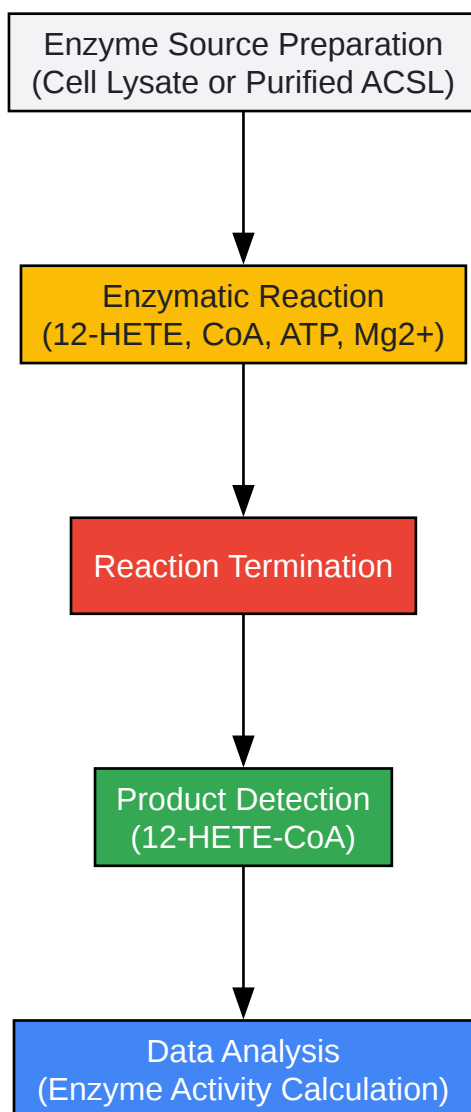 Enzyme Source Preparation
(Cell Lysate or Purified ACSL)
Enzymatic Reaction
(12-HETE, CoA, ATP, Mg2+)
Reaction Termination
Product Detection
(12-HETE-CoA)
Data Analysis
(Enzyme Activity Calculation)